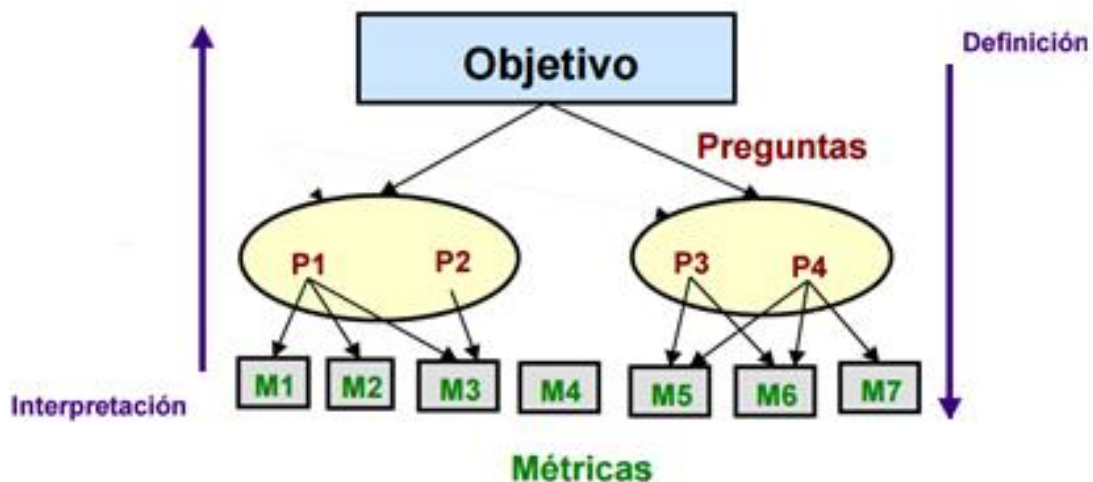 Objetivo
Definición
Preguntas
P1
P2
P3
P4
M1
M2
M3
M4
M5
M6
M7
Interpretación
Métricas